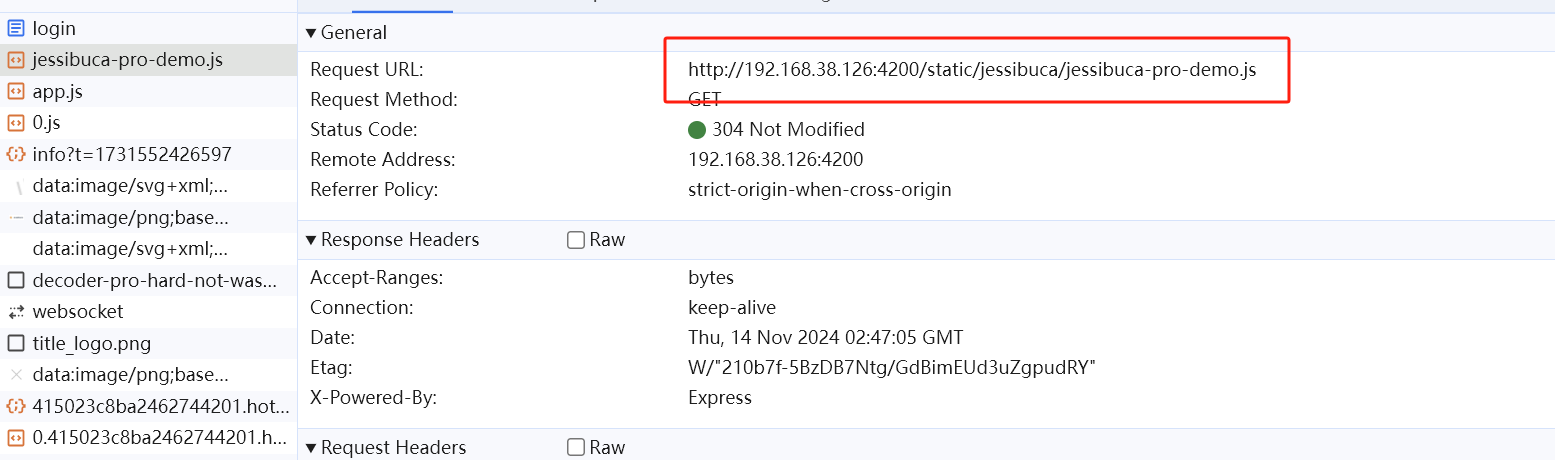 login
jessibuca-pro-demo.js
app.js
0.js
info?t=1731552426597
data:image/svg+xml;...
data:image/png;base...
data:image/svg+xml;...
decoder-pro-hard-not-was...
websocket
title_logo.png
data:image/png;base...
415023c8ba2462744201.hot...
0.415023c8ba2462744201.h...
General
Request URL: http://192.168.38.126:4200/static/jessibuca/jessibuca-pro-demo.js
Request Method: GET
Status Code: 304 Not Modified
Remote Address: 192.168.38.126:4200
Referrer Policy: strict-origin-when-cross-origin
Response Headers Raw
Accept-Ranges: bytes
Connection: keep-alive
Date: Thu, 14 Nov 2024 02:47:05 GMT
Etag: W/"210b7f-5BzDB7Ntg/GdBimEUd3uZgpudRY"
X-Powered-By: Express
Request Headers Raw